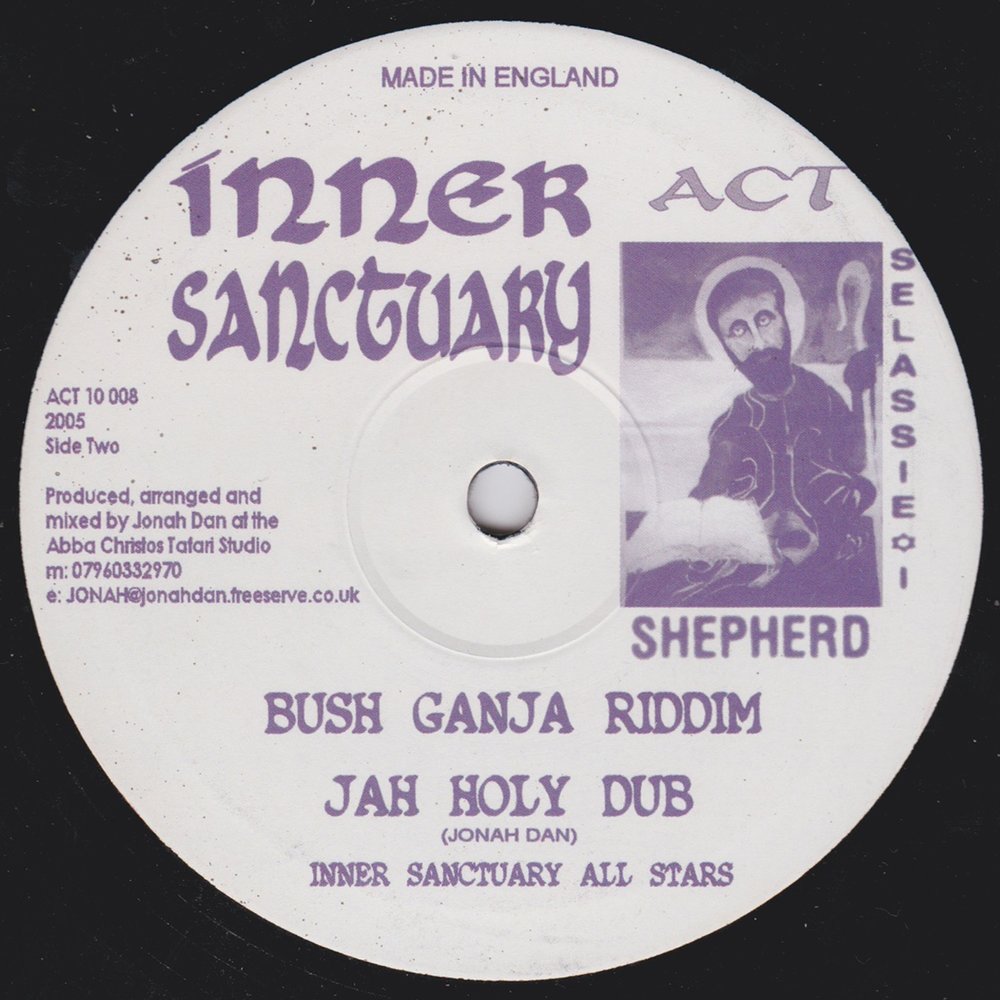 MADE IN ENGLAND
INNER
SANCTUARY
ACT
SELASSIE I
SHEPHERD
ACT 10 008
2005
Side Two
Produced, arranged and
mixed by Jonah Dan at the
Abba Christos Tafari Studio
m: 07960332970
e: JONAH@jonahdan.freeserve.co.uk
BUSH GANJA RIDDIM
JAH HOLY DUB
(JONAH DAN)
INNER SANCTUARY ALL STARS